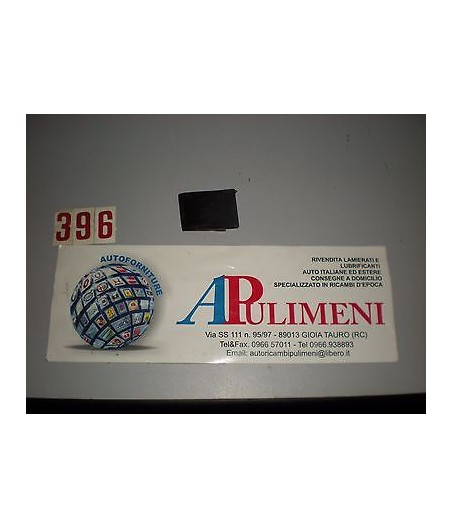 396
AUTOFORNITURE
RIVENDITA LAMIERATI E
LUBRIFICANTI
AUTO ITALIANE ED ESTERE
CONSEGNE A DOMICILIO
SPECIALIZZATO IN RICAMBI D'EPOCA
APULIMENI
Via SS 111 n. 95/97 - 89013 GIOIA TAURO (RC)
Tel&Fax. 0966 57011 - Tel 0966.938893
Email: autoricambipulimeni@libero.it